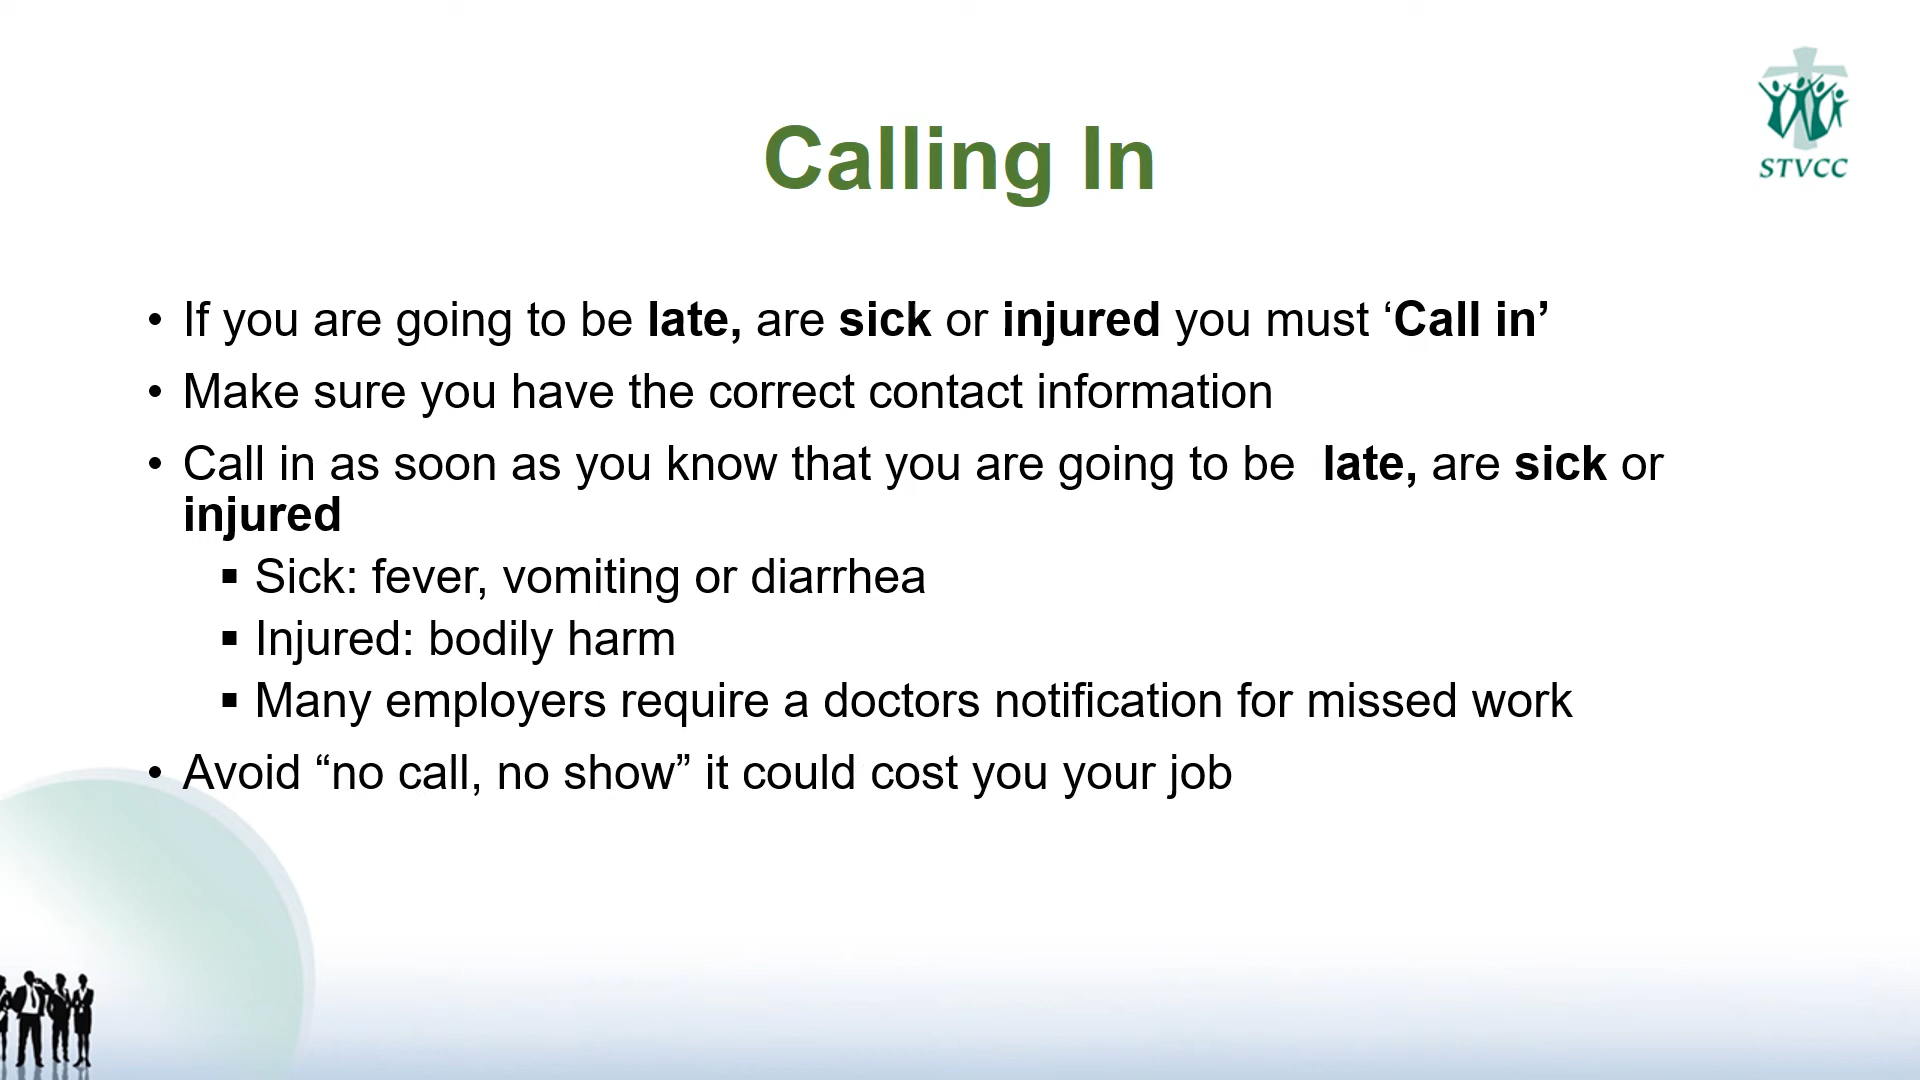 STVCC
Calling In
• If you are going to be late, are sick or injured you must ‘Call in’
• Make sure you have the correct contact information
• Call in as soon as you know that you are going to be  late, are sick or
injured
▪ Sick: fever, vomiting or diarrhea
▪ Injured: bodily harm
▪ Many employers require a doctors notification for missed work
• Avoid “no call, no show” it could cost you your job